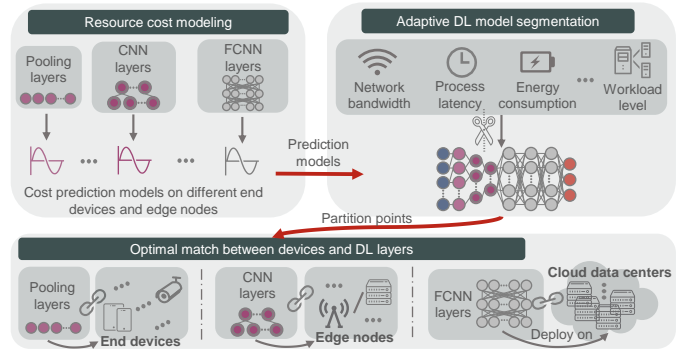 Resource cost modeling
Pooling
layers
CNN
layers
FCNN
layers
Cost prediction models on different end
devices and edge nodes
Prediction
models
Adaptive DL model segmentation
Network
bandwidth
Process
latency
Energy
consumption
Workload
level
Partition points
Optimal match between devices and DL layers
Pooling
layers
End devices
CNN
layers
Edge nodes
FCNN
layers
Cloud data centers
Deploy on